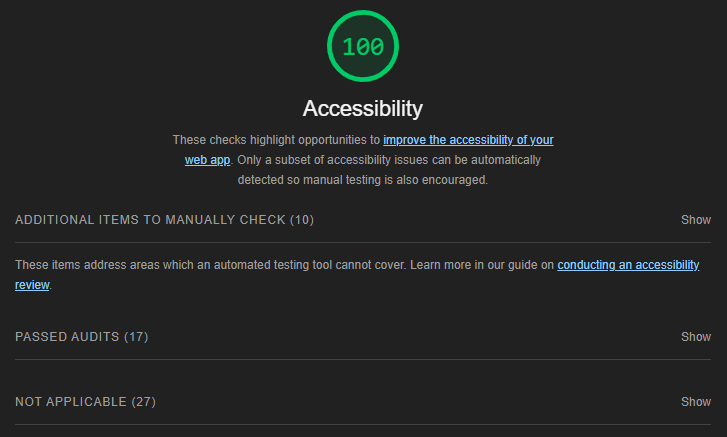 100
Accessibility
These checks highlight opportunities to improve the accessibility of your
web app. Only a subset of accessibility issues can be automatically
detected so manual testing is also encouraged.
ADDITIONAL ITEMS TO MANUALLY CHECK (10) Show
These items address areas which an automated testing tool cannot cover. Learn more in our guide on conducting an accessibility
review.
PASSED AUDITS (17) Show
NOT APPLICABLE (27) Show